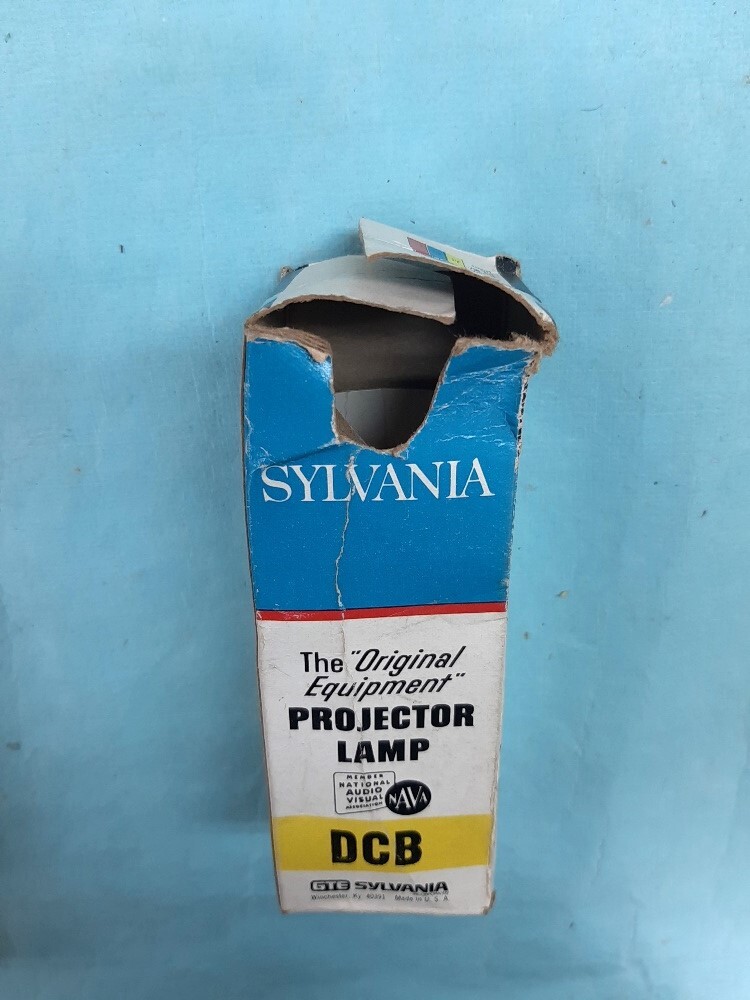 SYLVANIA
The "Original
Equipment"
PROJECTOR
LAMP
MEMBER
NATIONAL
AUDIO
VISUAL
ASSOCIATION
NAVA
DCB
GTE SYLVANIA
Winchester, Ky. 40391 Made in U. S. A